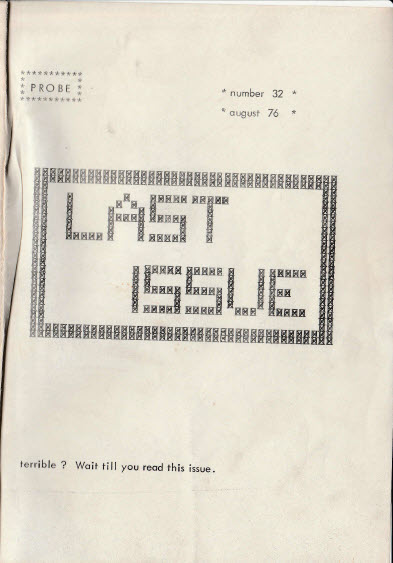 PROBE
* number 32 *
* august 76 *
LAST
ISSUE
terrible ? Wait till you read this issue.